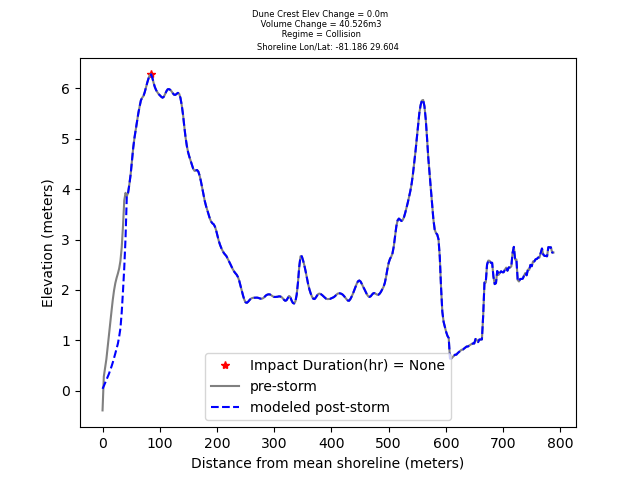 Dune Crest Elev Change = 0.0m
Volume Change = 40.526m3
Regime = Collision
Shoreline Lon/Lat: -81.186 29.604
6
5
4
3
2
1
0
Elevation (meters)
Impact Duration(hr) = None
pre-storm
modeled post-storm
0 100 200 300 400 500 600 700 800
Distance from mean shoreline (meters)